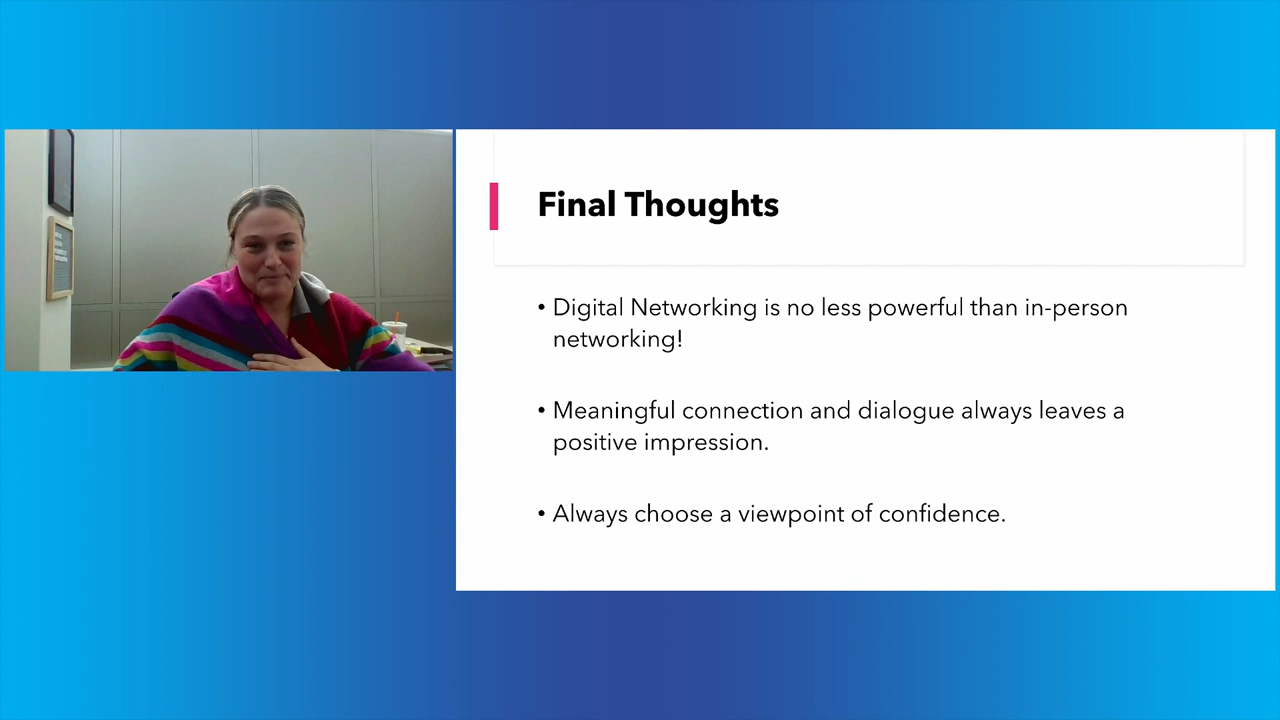 Final Thoughts
• Digital Networking is no less powerful than in-person
networking!
• Meaningful connection and dialogue always leaves a
positive impression.
• Always choose a viewpoint of confidence.